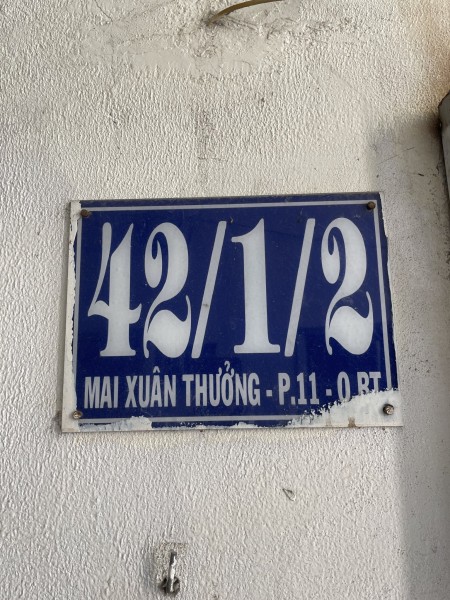 42/1/2
MAI XUÂN THƯỞNG - P.11 - Q.BT